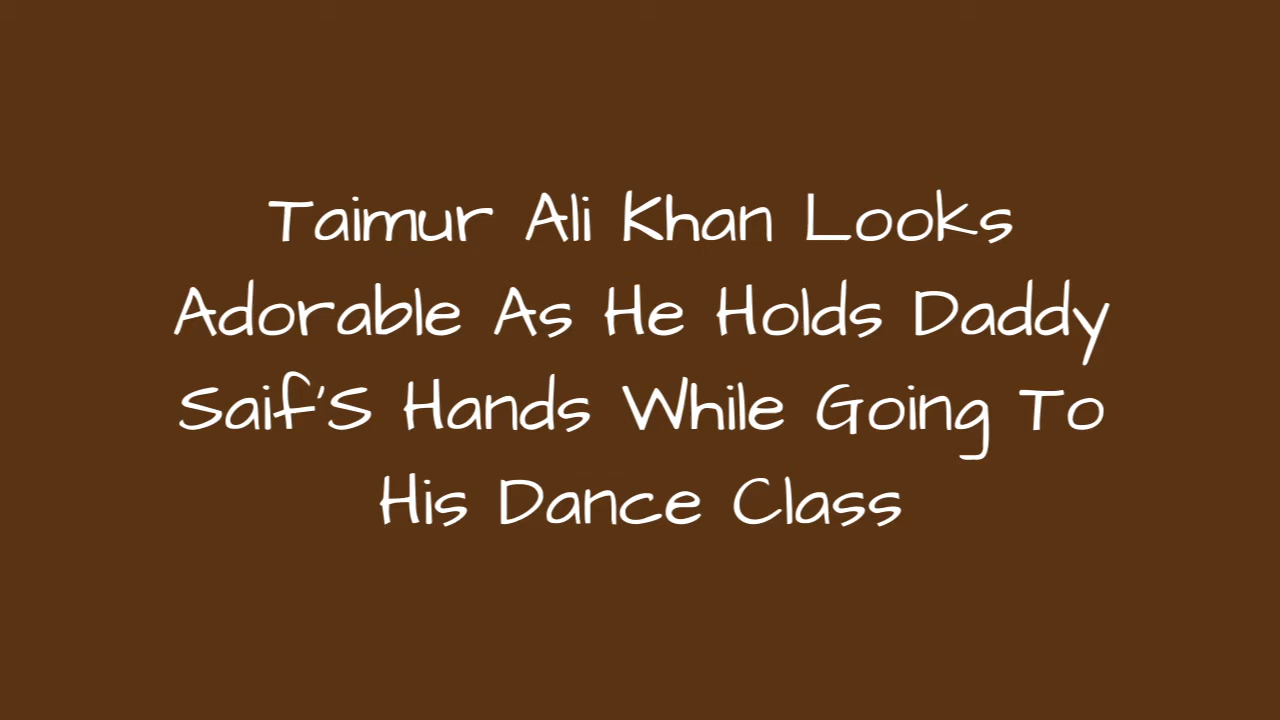 Taimur Ali Khan Looks
Adorable As He Holds Daddy
Saif'S Hands While Going To
His Dance Class